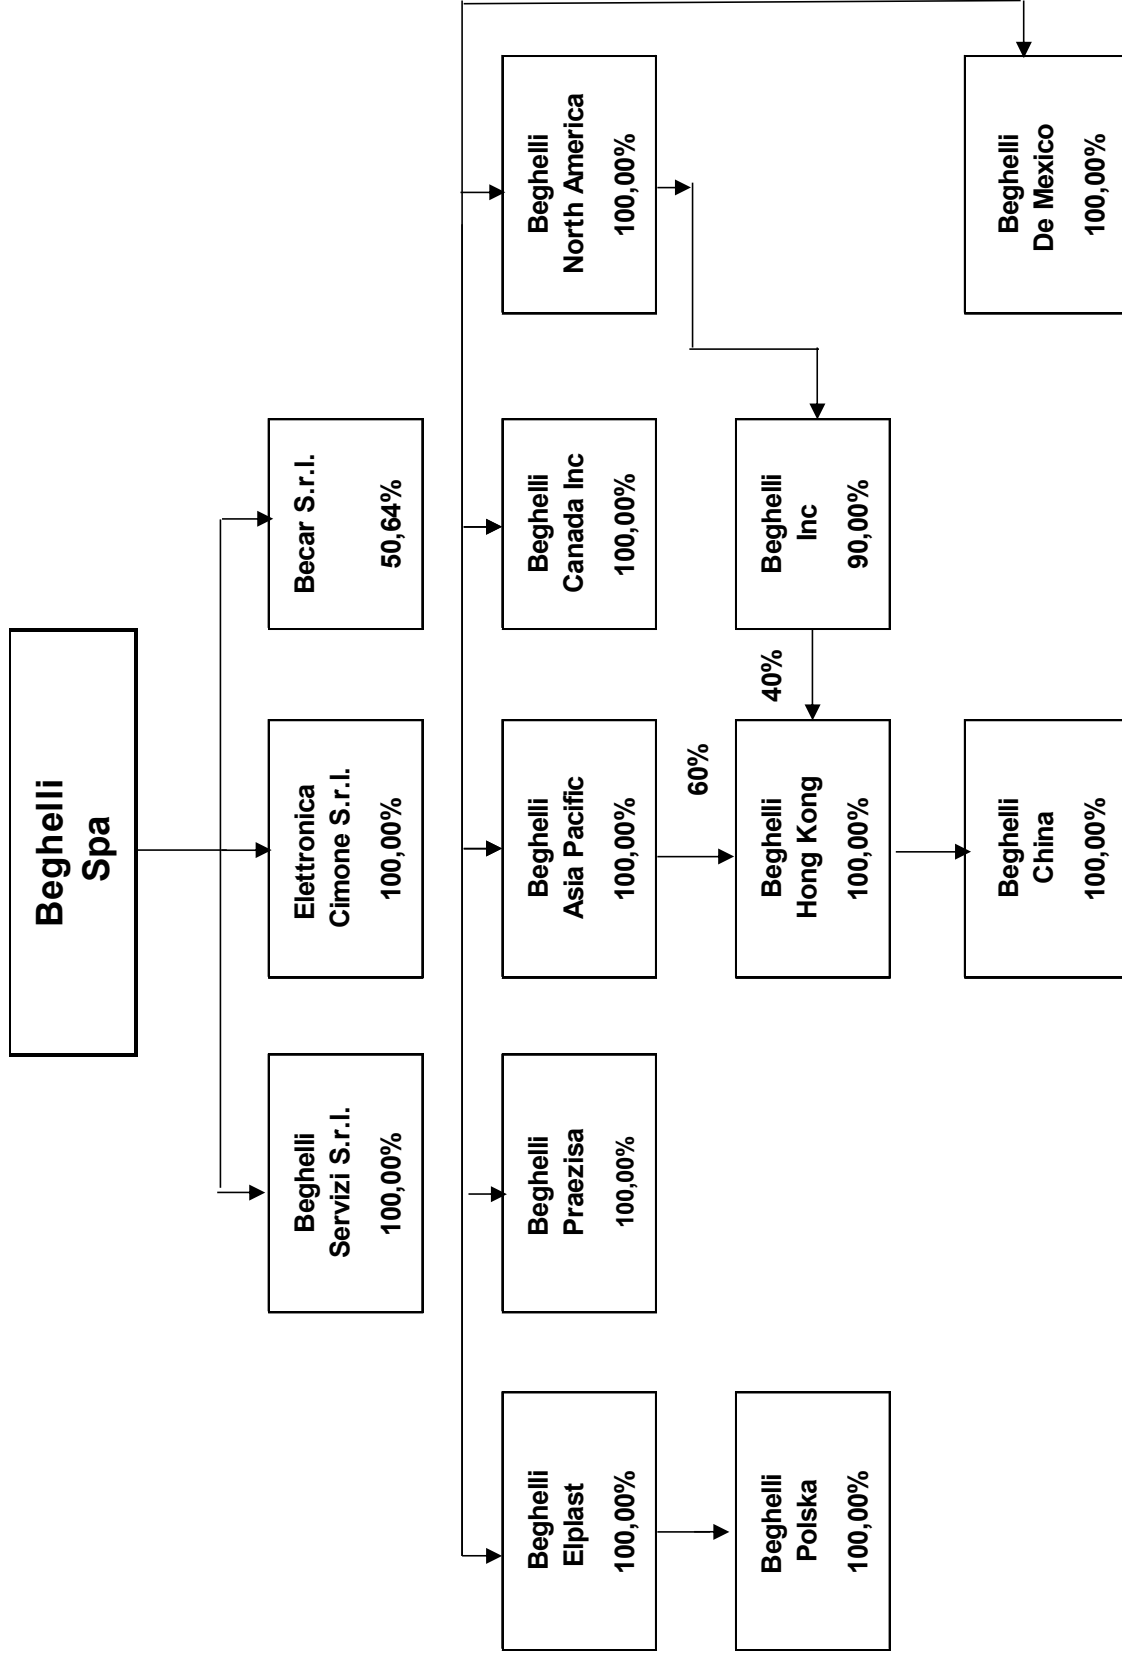 Beghelli
Spa
Beghelli
Servizi S.r.l.
100,00%
Elettronica
Cimone S.r.l.
100,00%
Becar S.r.l.
50,64%
Beghelli
Elplast
100,00%
Beghelli
Praezisa
100,00%
Beghelli
Asia Pacific
100,00%
Beghelli
Canada Inc
100,00%
Beghelli
North America
100,00%
60%
40%
Beghelli
Polska
100,00%
Beghelli
Hong Kong
100,00%
Beghelli
Inc
90,00%
Beghelli
China
100,00%
Beghelli
De Mexico
100,00%